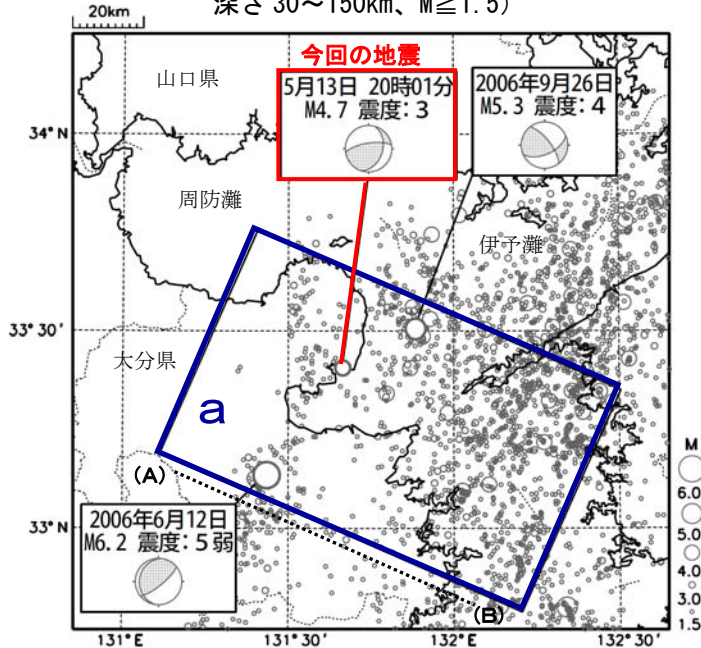 深さ30～150km、M≧1.5）
20km
今回の地震
山口県
5月13日 20時01分
M4.7 震度：3
2006年9月26日
M5.3 震度：4
34°N
周防灘
伊予灘
33°30′
大分県
a
(A)
M
6.0
5.0
4.0
3.0
1.5
33°N
2006年6月12日
M6.2 震度：5弱
(B)
131°E
131°30′
132°E
132°30′